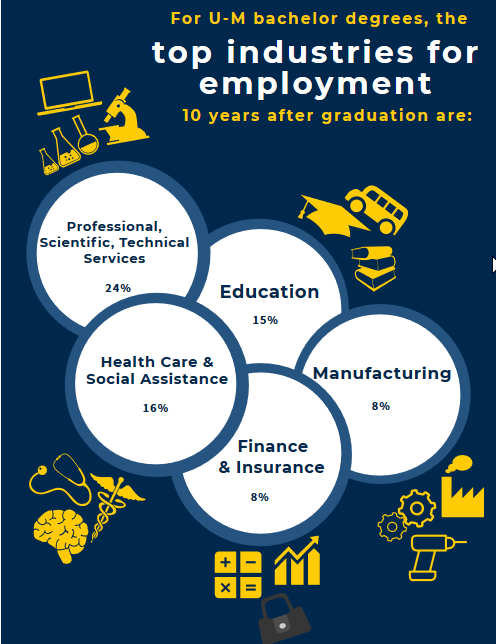 For U-M bachelor degrees, the
top industries for
employment
10 years after graduation are:
Professional,
Scientific, Technical
Services
24%
Education
15%
Health Care &
Social Assistance
16%
Manufacturing
8%
Finance
& Insurance
8%